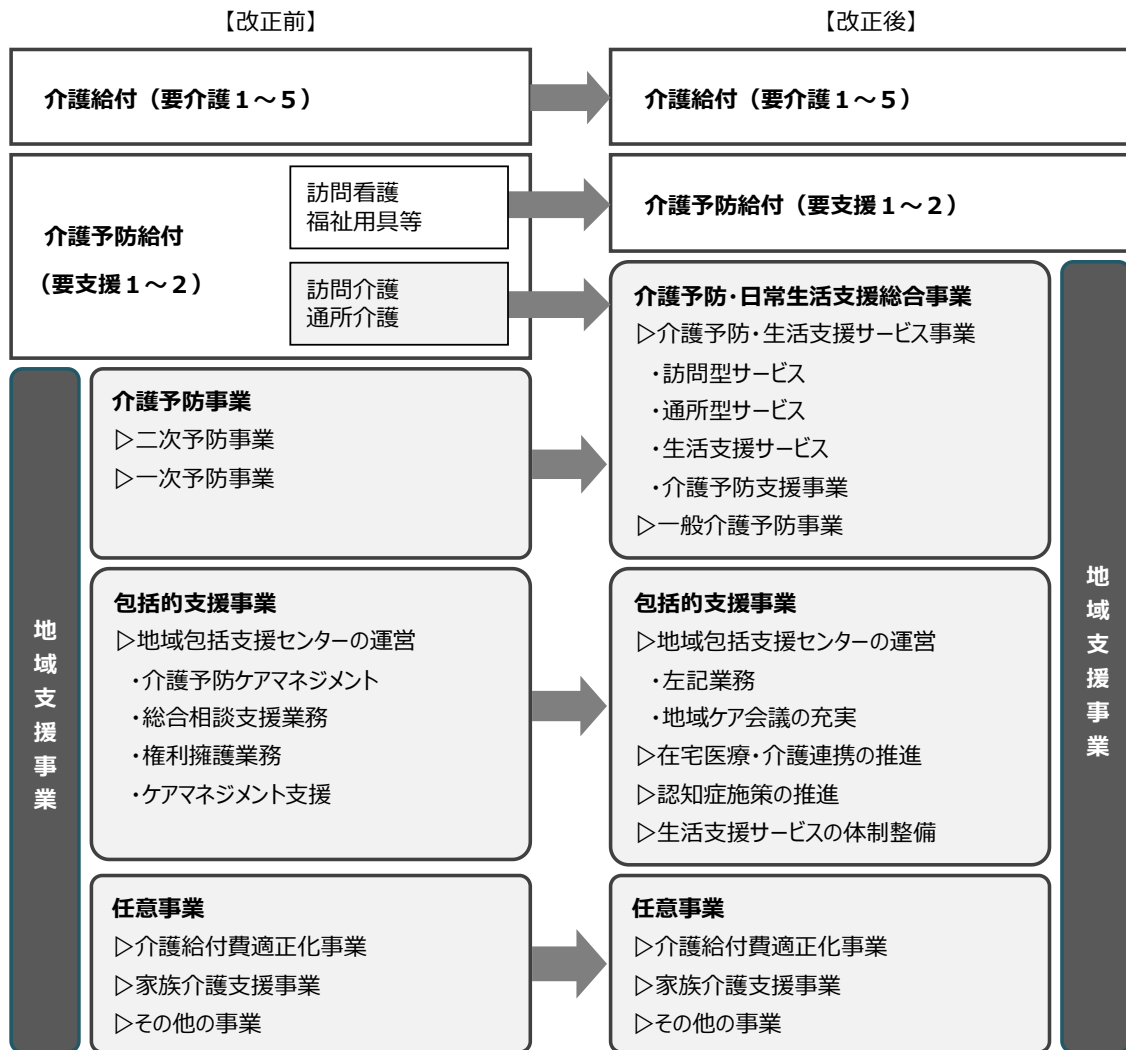 【改正前】
【改正後】
介護給付（要介護１～５）
介護給付（要介護１～５）
介護予防給付
（要支援１～２）
訪問看護
福祉用具等
訪問介護
通所介護
介護予防給付（要支援１～２）
地域支援事業
介護予防事業
▷二次予防事業
▷一次予防事業
介護予防・日常生活支援総合事業
▷介護予防・生活支援サービス事業
・訪問型サービス
・通所型サービス
・生活支援サービス
・介護予防支援事業
▷一般介護予防事業
包括的支援事業
▷地域包括支援センターの運営
・介護予防ケアマネジメント
・総合相談支援業務
・権利擁護業務
・ケアマネジメント支援
包括的支援事業
▷地域包括支援センターの運営
・左記業務
・地域ケア会議の充実
▷在宅医療・介護連携の推進
▷認知症施策の推進
▷生活支援サービスの体制整備
任意事業
▷介護給付費適正化事業
▷家族介護支援事業
▷その他の事業
任意事業
▷介護給付費適正化事業
▷家族介護支援事業
▷その他の事業
地域支援事業